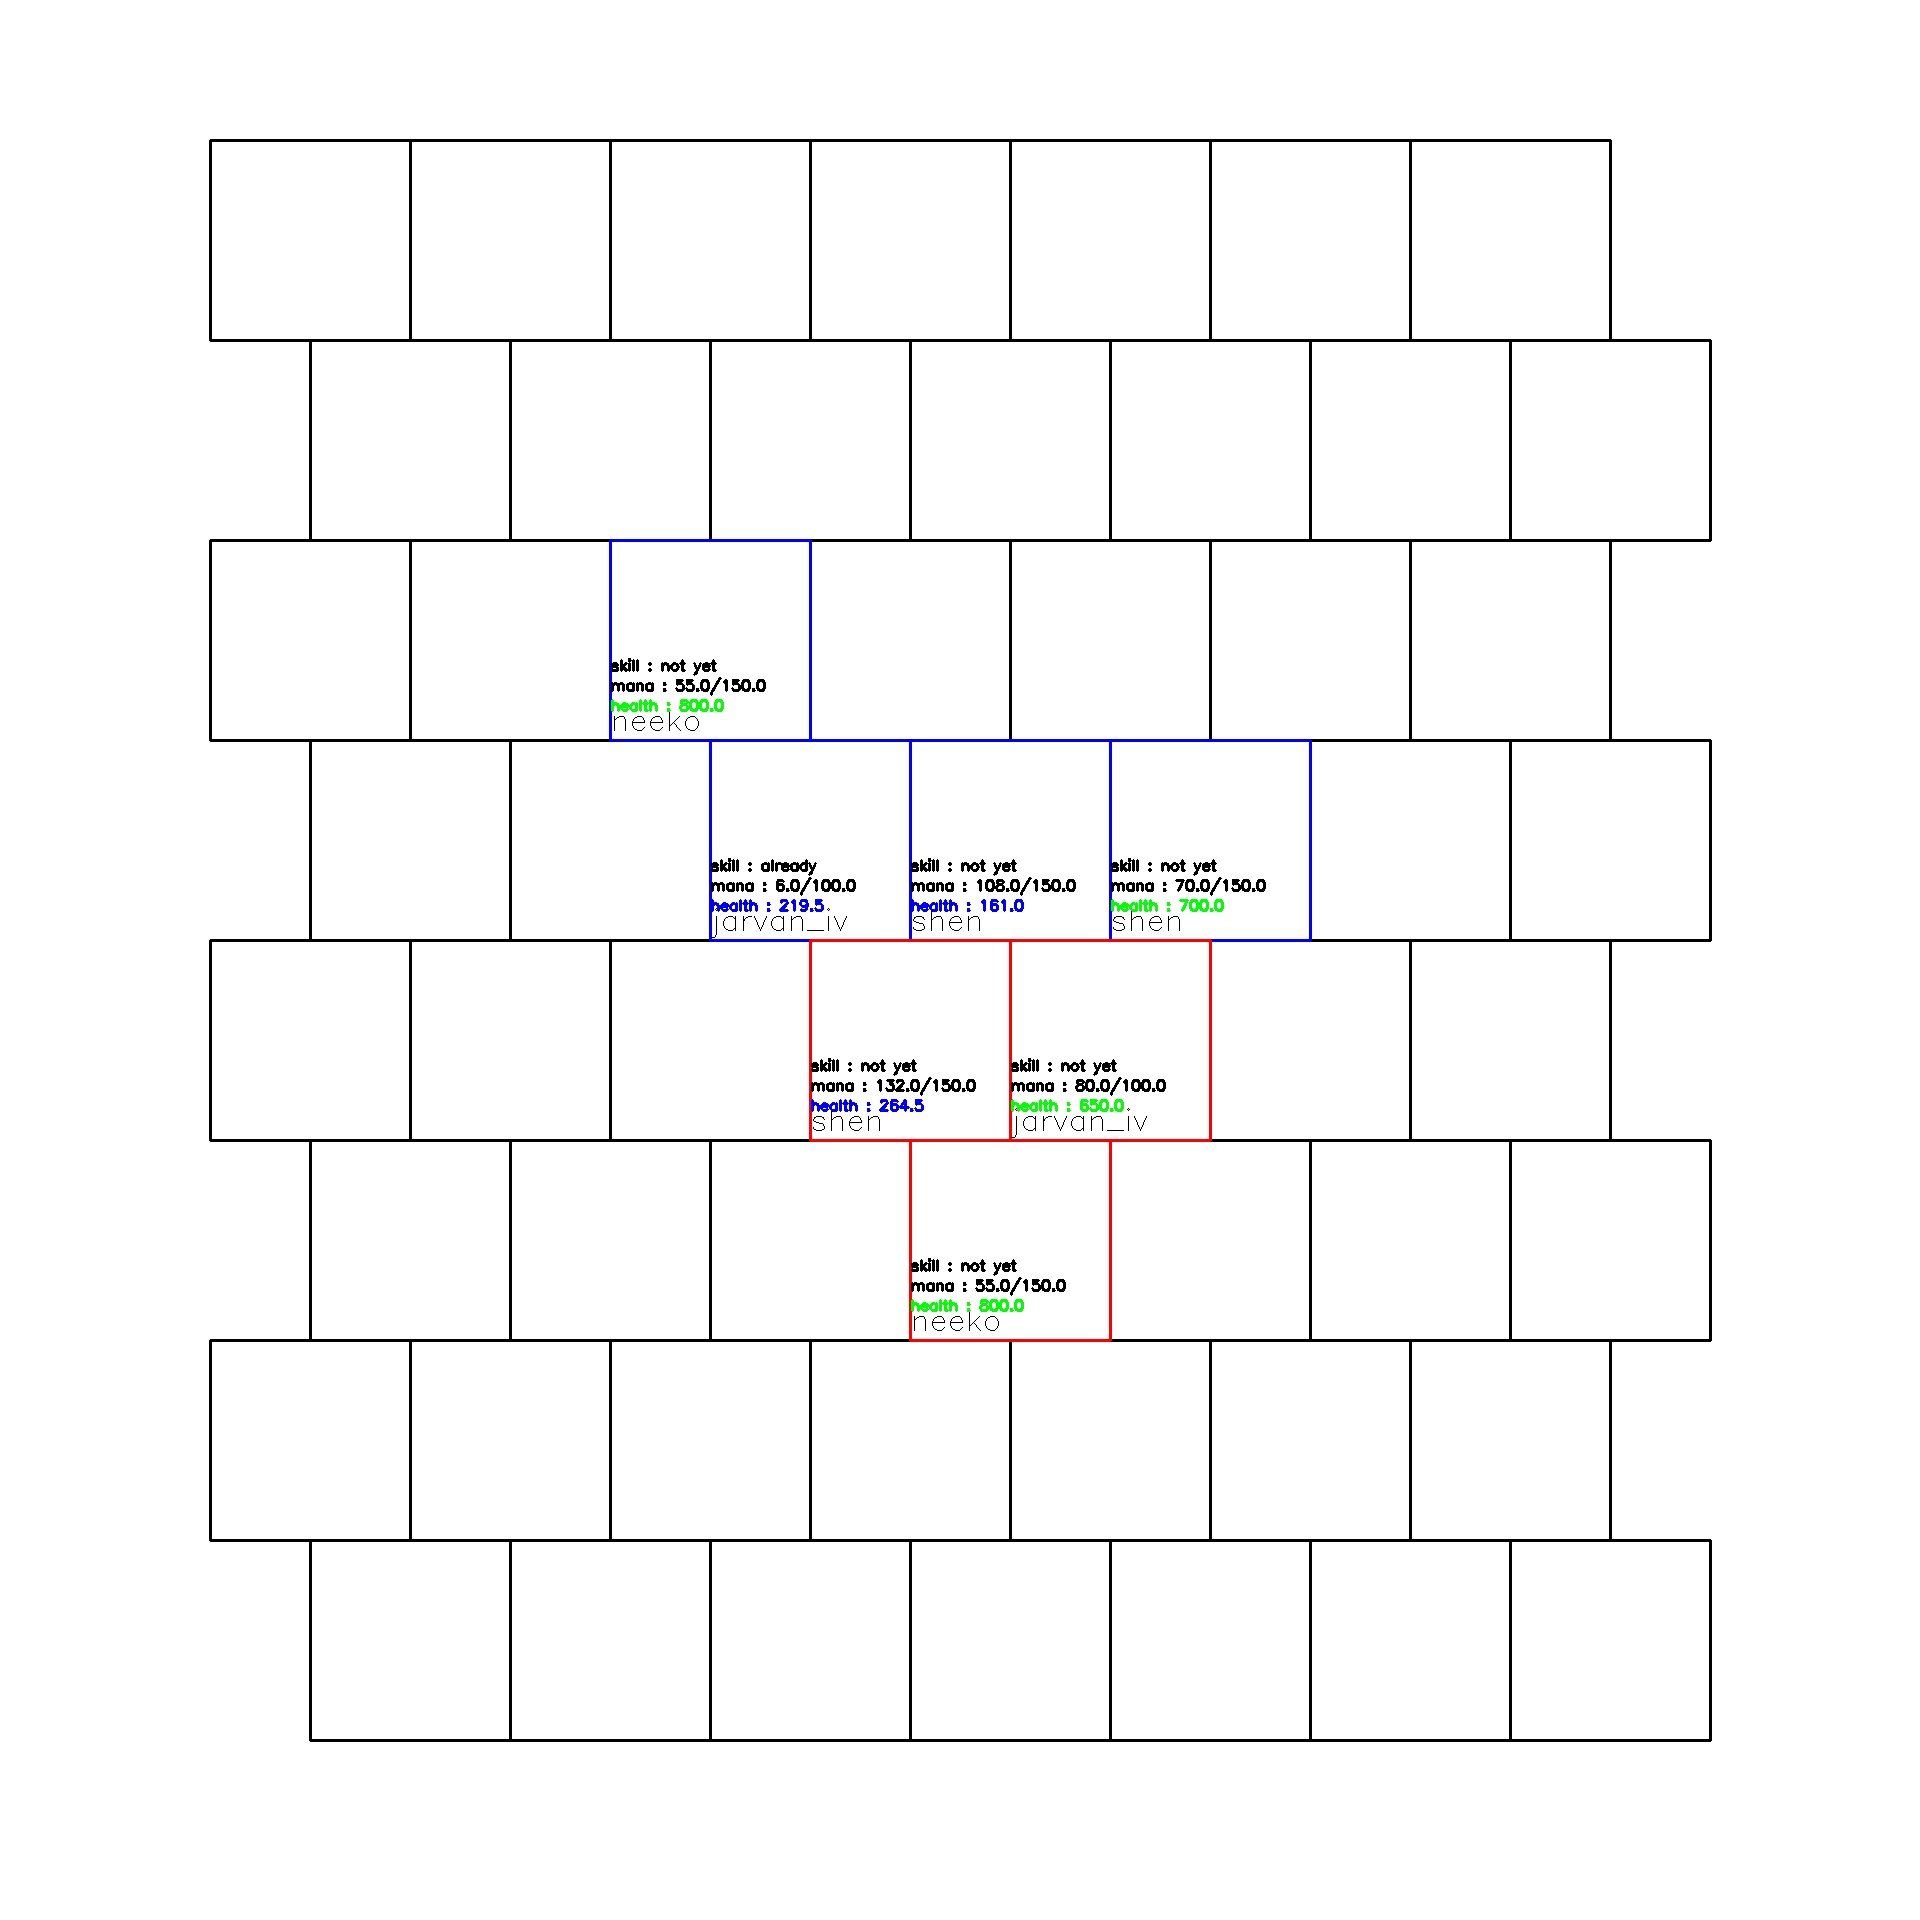 skill : not yet
mana : 55.0/150.0
health : 800.0
neeko
skill : already
mana : 6.0/100.0
health : 219.5
jarvan_iv
skill : not yet
mana : 108.0/150.0
health : 161.0
shen
skill : not yet
mana : 70.0/150.0
health : 700.0
shen
skill : not yet
mana : 132.0/150.0
health : 264.5
shen
skill : not yet
mana : 80.0/100.0
health : 650.0
jarvan_iv
skill : not yet
mana : 55.0/150.0
health : 800.0
neeko